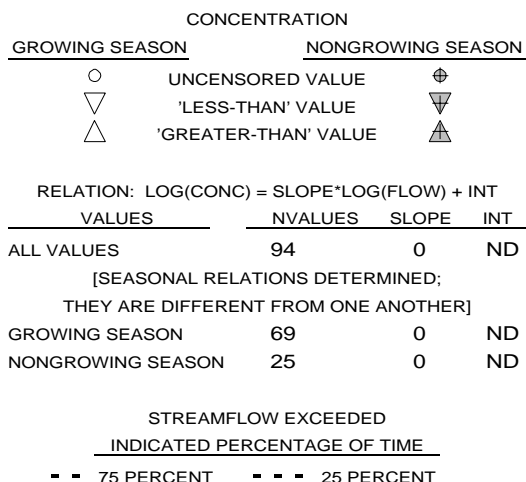 CONCENTRATION
GROWING SEASON NONGROWING SEASON
UNCENSORED VALUE
'LESS-THAN' VALUE
'GREATER-THAN' VALUE
RELATION: LOG(CONC) = SLOPE*LOG(FLOW) + INT
VALUES NVALUES SLOPE INT
ALL VALUES 94 0 ND
[SEASONAL RELATIONS DETERMINED;
THEY ARE DIFFERENT FROM ONE ANOTHER]
GROWING SEASON 69 0 ND
NONGROWING SEASON 25 0 ND
STREAMFLOW EXCEEDED
INDICATED PERCENTAGE OF TIME
75 PERCENT 25 PERCENT